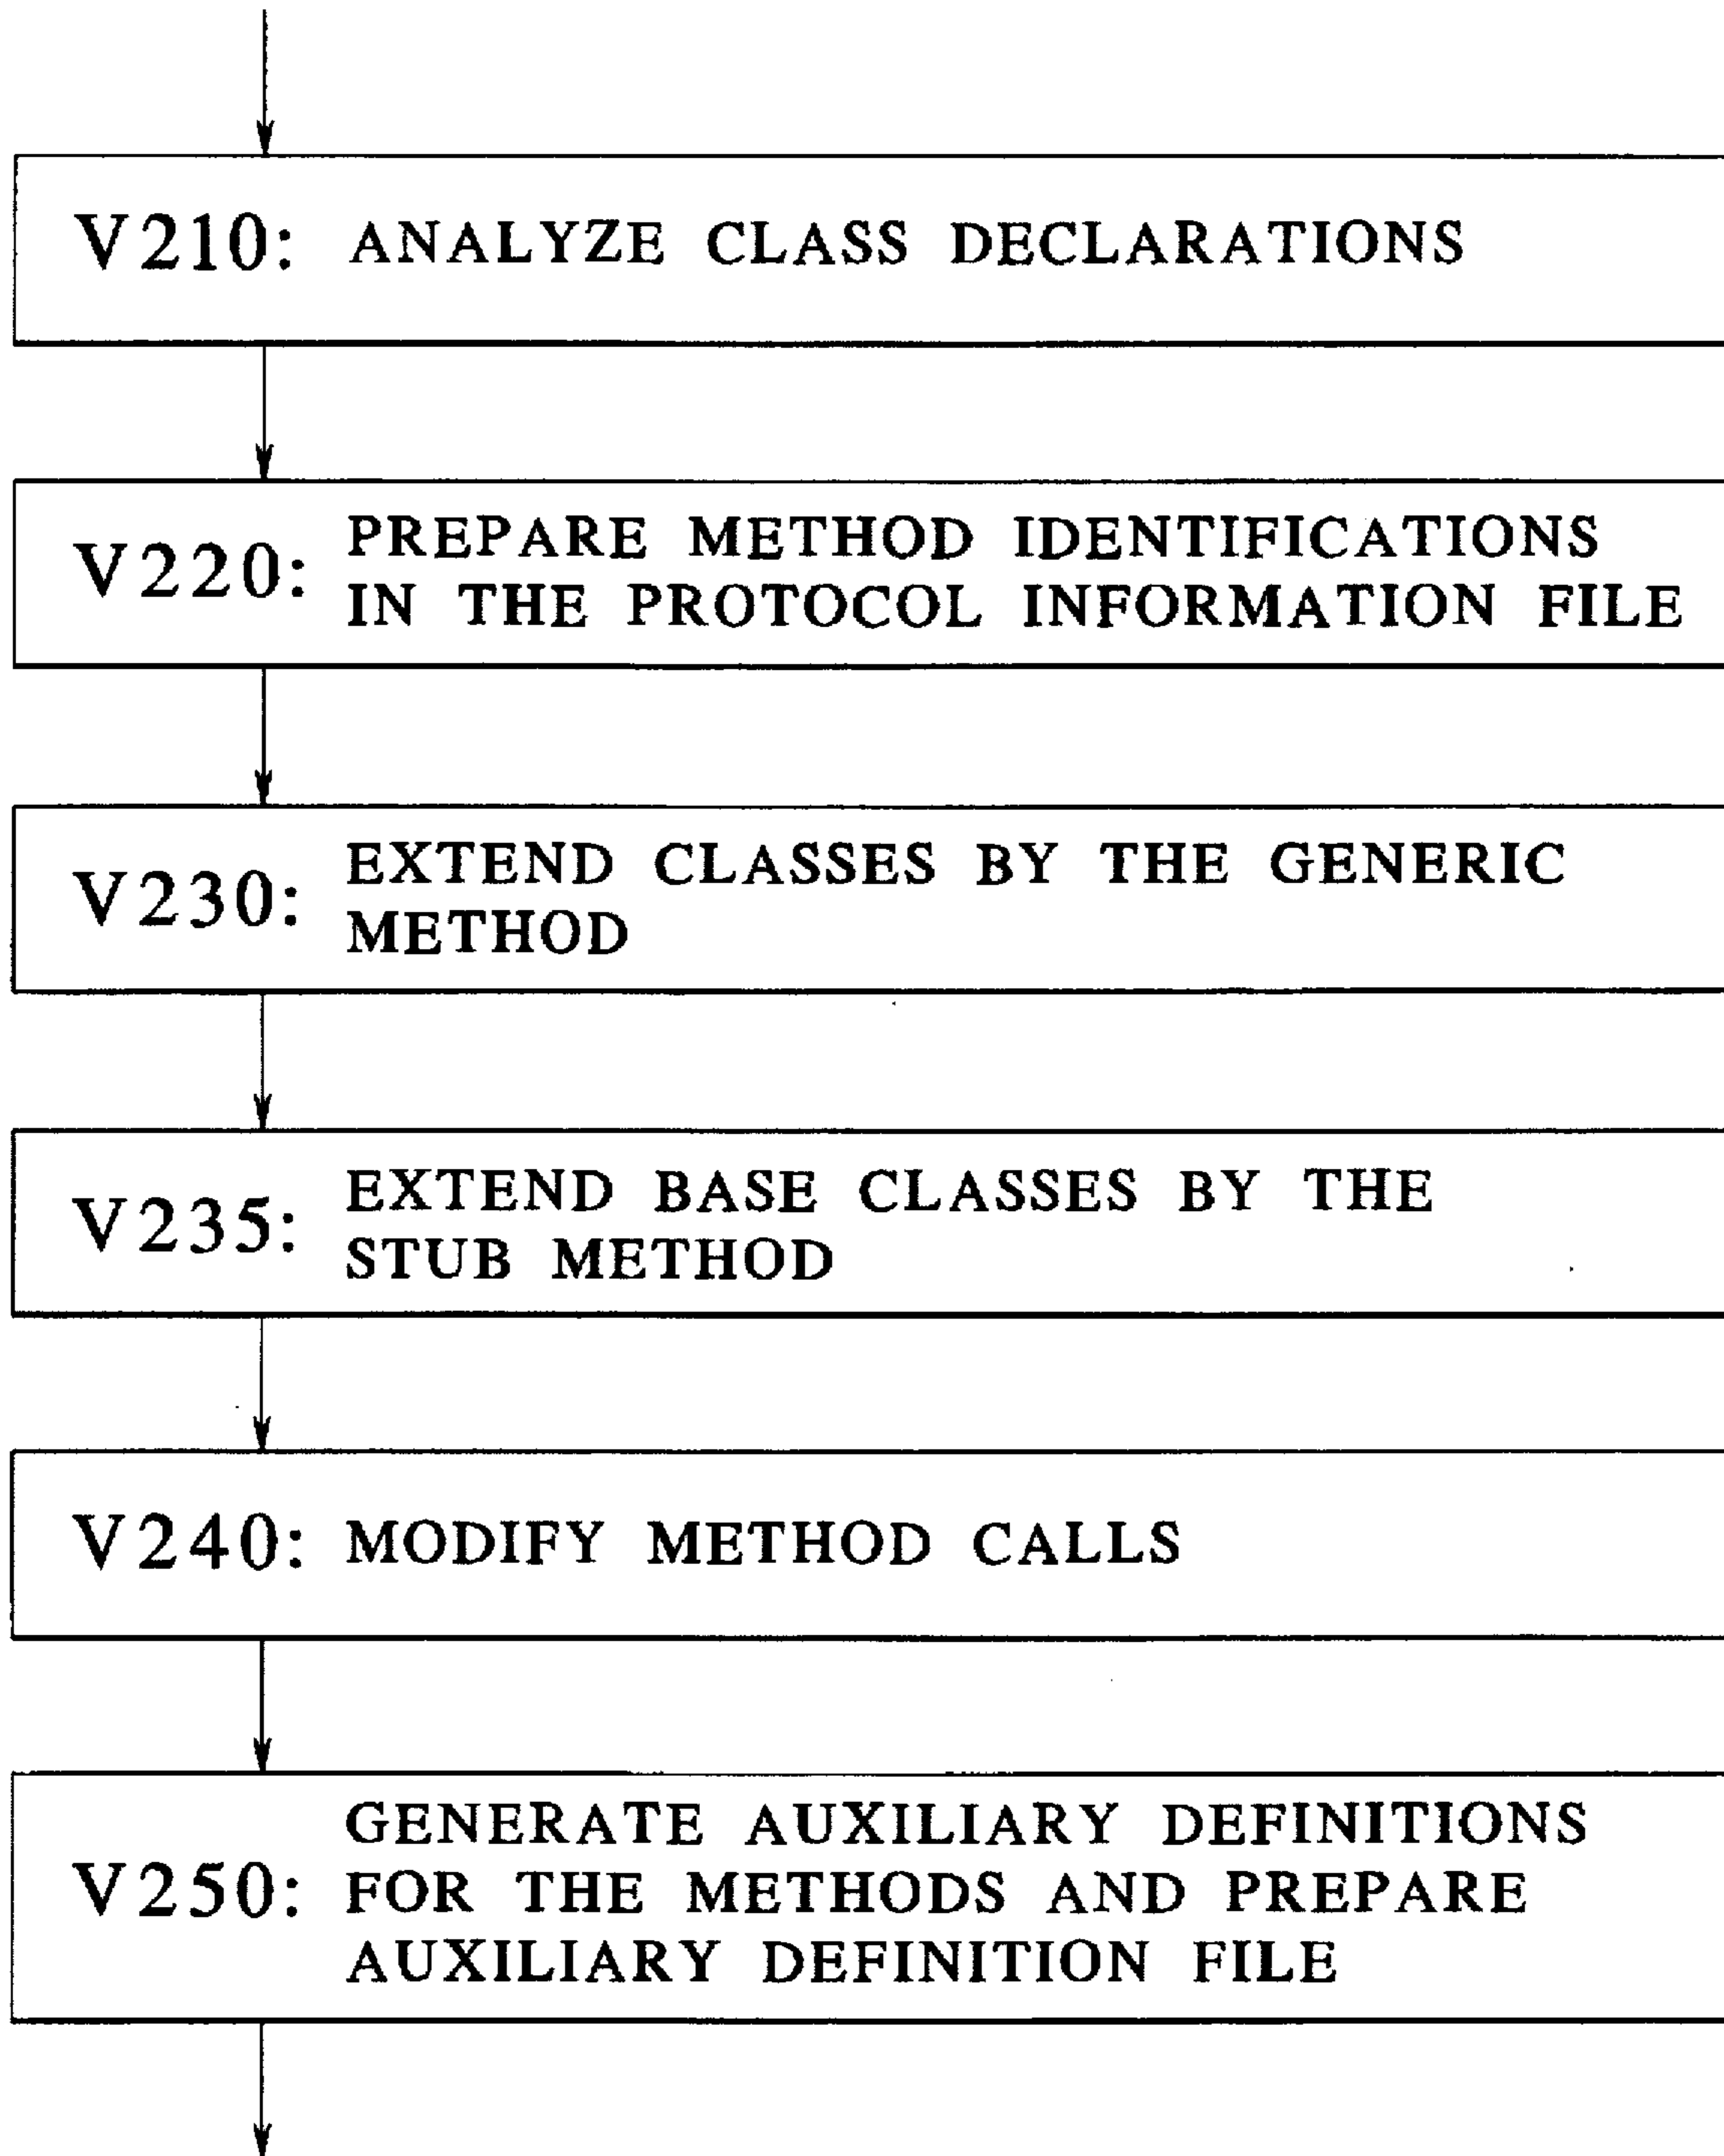 V210: ANALYZE CLASS DECLARATIONS
V220: PREPARE METHOD IDENTIFICATIONS
IN THE PROTOCOL INFORMATION FILE
V230: EXTEND CLASSES BY THE GENERIC
METHOD
V235: EXTEND BASE CLASSES BY THE
STUB METHOD
V240: MODIFY METHOD CALLS
V250: GENERATE AUXILIARY DEFINITIONS
FOR THE METHODS AND PREPARE
AUXILIARY DEFINITION FILE